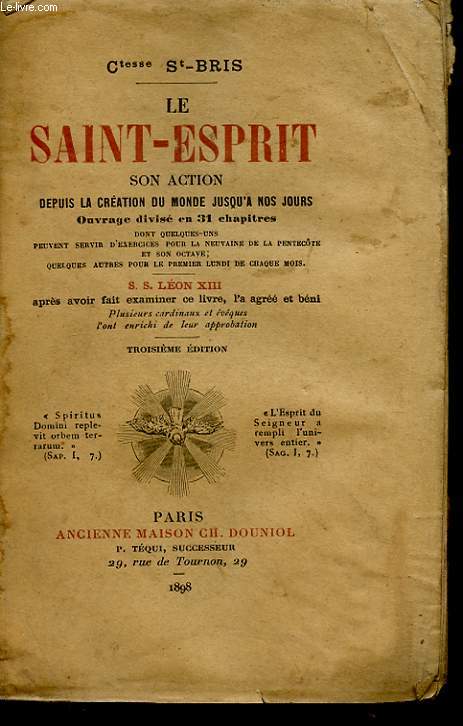 Le-livre.com
Ctesse St-BRIS
LE
SAINT-ESPRIT
SON ACTION
DEPUIS LA CRÉATION DU MONDE JUSQU'A NOS JOURS
Ouvrage divisé en 31 chapitres
DONT QUELQUES-UNS
PEUVENT SERVIR D'EXERCICES POUR LA NEUVAINE DE LA PENTECÔTE
ET SON OCTAVE;
QUELQUES AUTRES POUR LE PREMIER LUNDI DE CHAQUE MOIS.
S. S. LÉON XIII
après avoir fait examiner ce livre, l'a agréé et béni
Plusieurs cardinaux et évêques
l'ont enrichi de leur approbation
TROISIÈME ÉDITION
« Spiritus
Domini reple-
vit orbem ter-
rarum. »
(SAP. I, 7.)
« L'Esprit du
Seigneur a
rempli l'uni-
vers entier. »
(SAG. I, 7.)
PARIS
ANCIENNE MAISON CH. DOUNIOL
P. TÉQUI, SUCCESSEUR
29, rue de Tournon, 29
1898